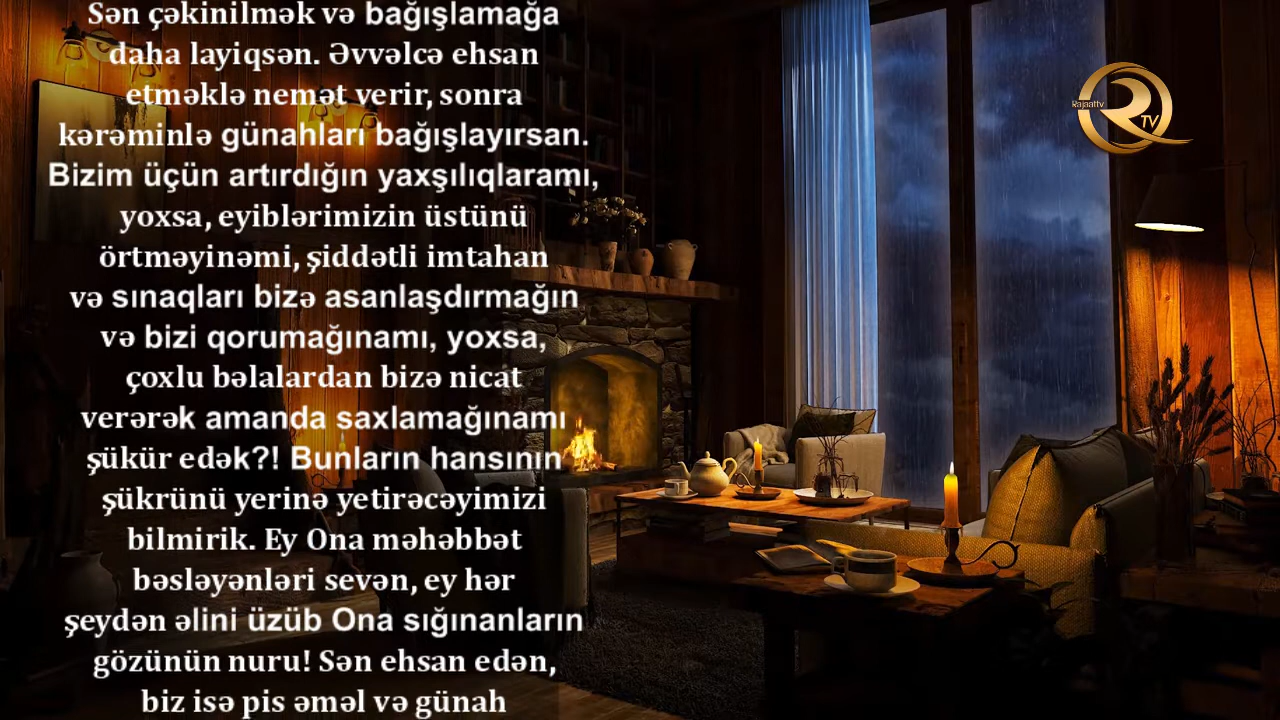 Sən çəkinilmək və bağışlamağa
daha layiqsən. Əvvəlcə ehsan
etməklə nemət verir, sonra
kərəminlə günahları bağışlayırsan.
Bizim üçün artırdığın yaxşılıqlaramı,
yoxsa, eyiblərimizin üstünü
örtməyinəmi, şiddətli imtahan
və sınaqları bizə asanlaşdırmağın
və bizi qorumağınamı, yoxsa,
çoxlu bəlalardan bizə nicat
verərək amanda saxlamağınamı
şükür edək?! Bunların hansının
şükrünü yerinə yetirəcəyimizi
bilmirik. Ey Ona məhəbbət
bəsləyənləri sevən, ey hər
şeydən əlini üzüb Ona sığınanların
gözünün nuru! Sən ehsan edən,
biz isə pis əməl və günah
Rajaattv
R
TV